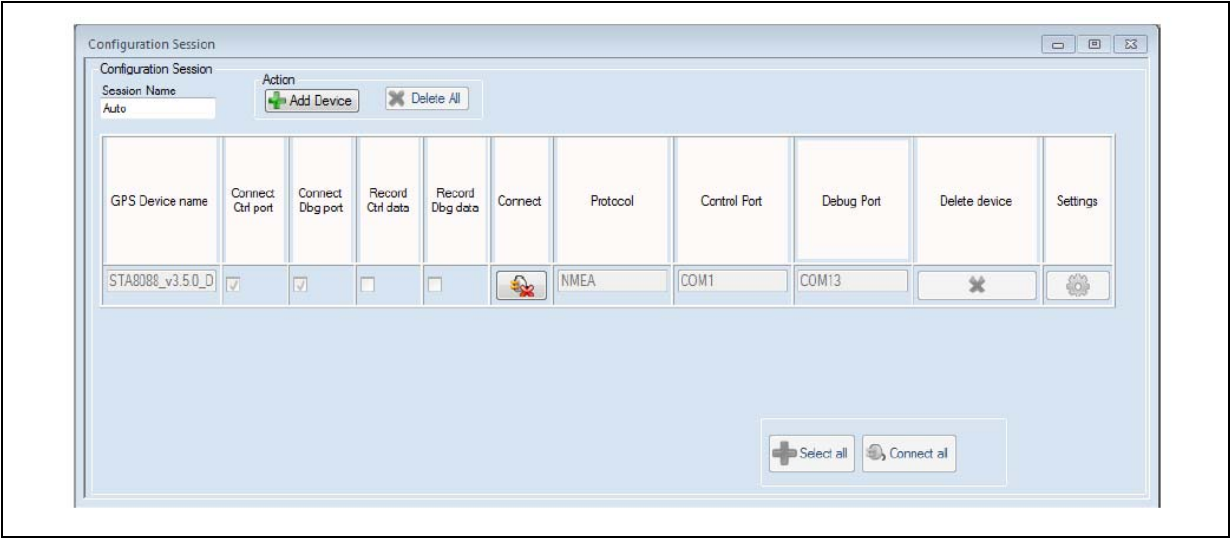 Configuration Session
Configuration Session
Session Name
Auto
Action
Add Device
Delete All
GPS Device name
Connect
Ctrl port
Connect
Dbg port
Record
Ctrl data
Record
Dbg data
Connect
Protocol
Control Port
Debug Port
Delete device
Settings
STA8088_v3.5.0_D
NMEA
COM1
COM13
Select all
Connect all